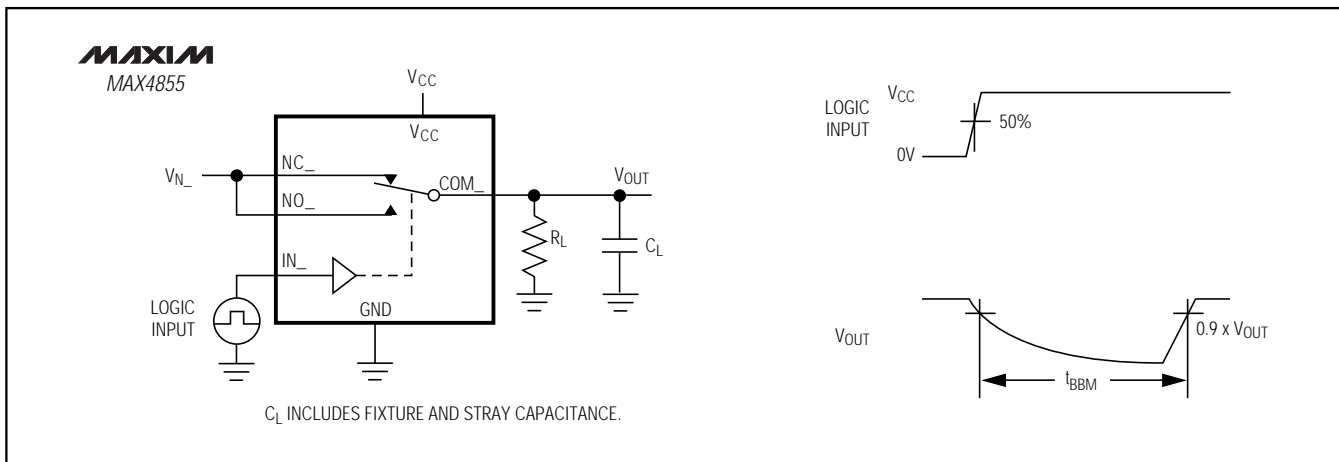 MAXIM
MAX4855
VCC
VCC
VN_
NC_
NO_
COM_
VOUT
IN_
RL
CL
LOGIC
INPUT
GND
CL INCLUDES FIXTURE AND STRAY CAPACITANCE.
LOGIC
INPUT
VCC
0V
50%
VOUT
0.9 x VOUT
tBBM